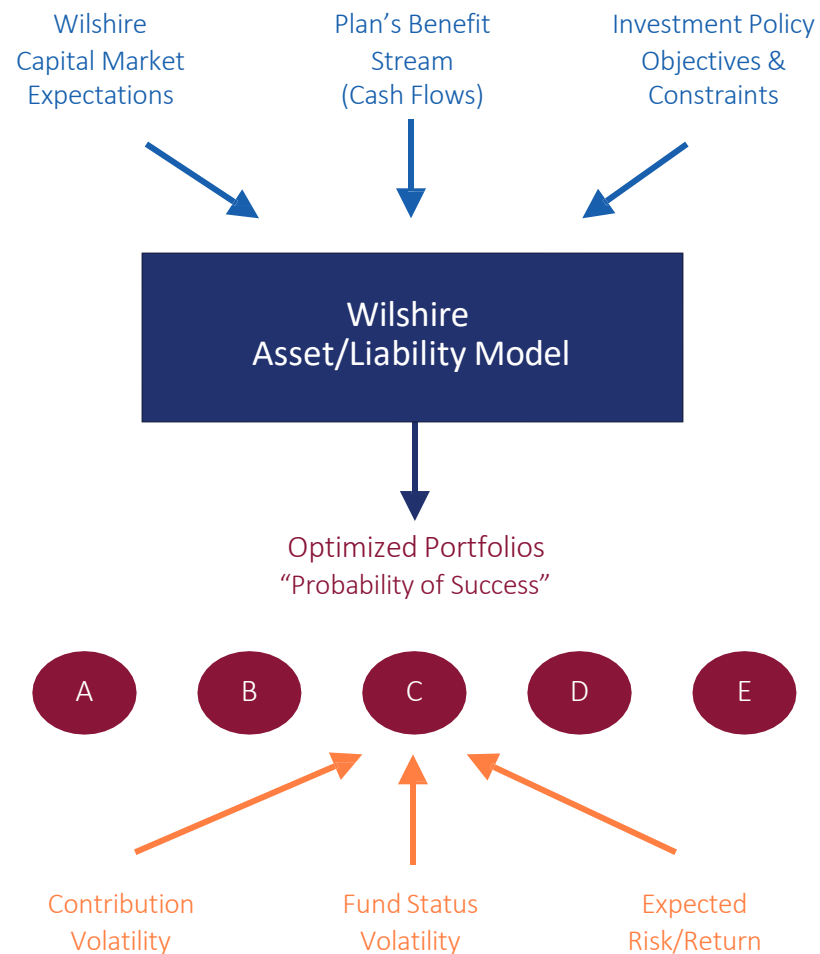 Wilshire
Capital Market
Expectations
Plan’s Benefit
Stream
(Cash Flows)
Investment Policy
Objectives &
Constraints
Wilshire
Asset/Liability Model
Optimized Portfolios
“Probability of Success”
A
B
C
D
E
Contribution
Volatility
Fund Status
Volatility
Expected
Risk/Return